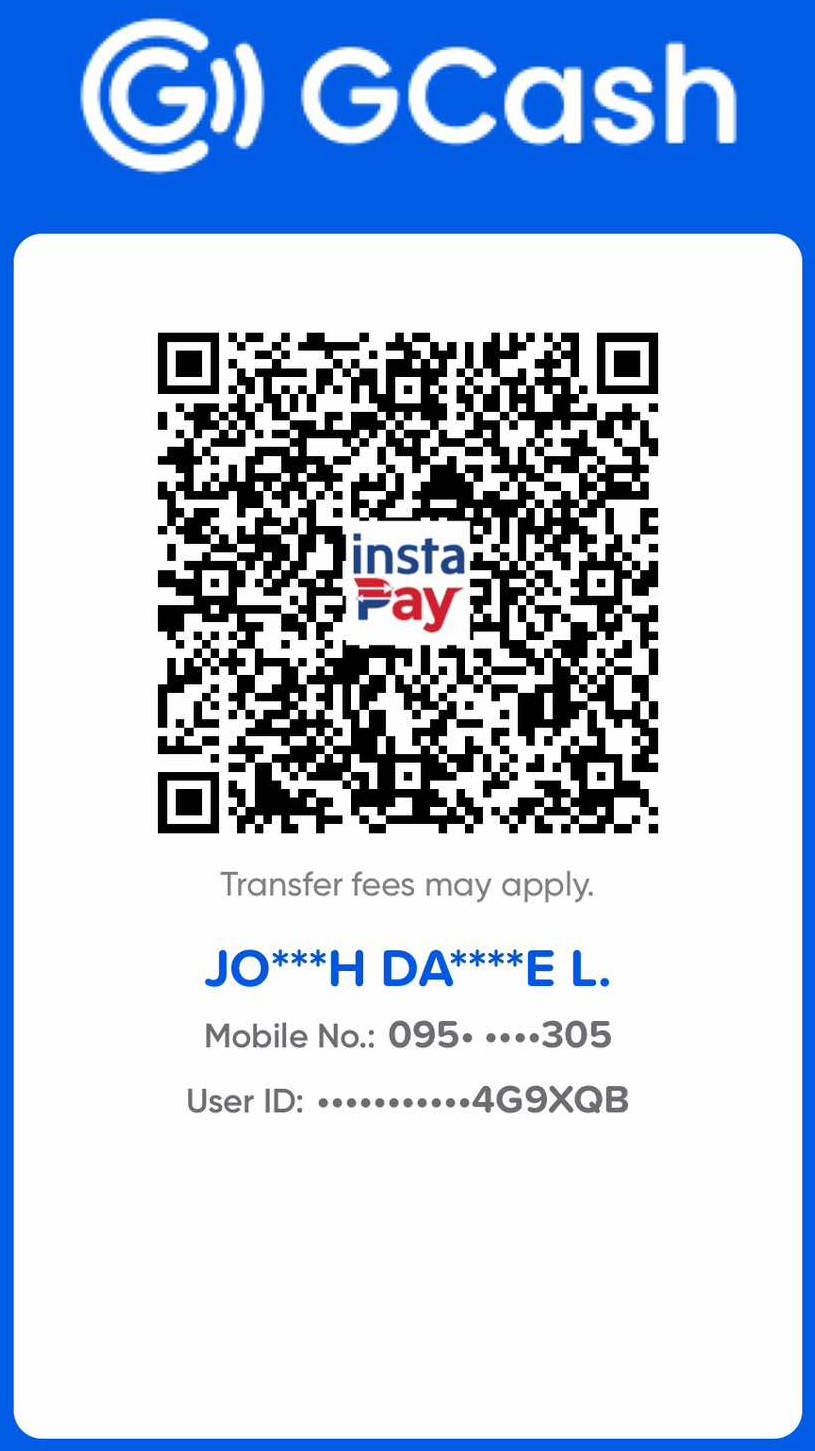 GCash
insta
Pay
Transfer fees may apply.
JO***H DA****E L.
Mobile No.: 095• ••••305
User ID: •••••••••••4G9XQB